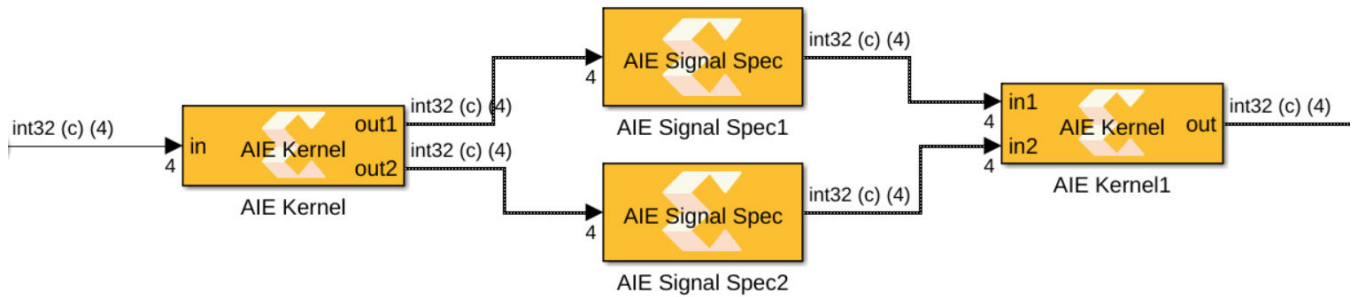 int32 (c) (4)
4
in
AIE Kernel
out1
out2
AIE Kernel
int32 (c) (4)
int32 (c) (4)
4
AIE Signal Spec
AIE Signal Spec1
int32 (c) (4)
4
AIE Signal Spec
AIE Signal Spec2
int32 (c) (4)
4
4
in1
in2
AIE Kernel
out
AIE Kernel1
int32 (c) (4)